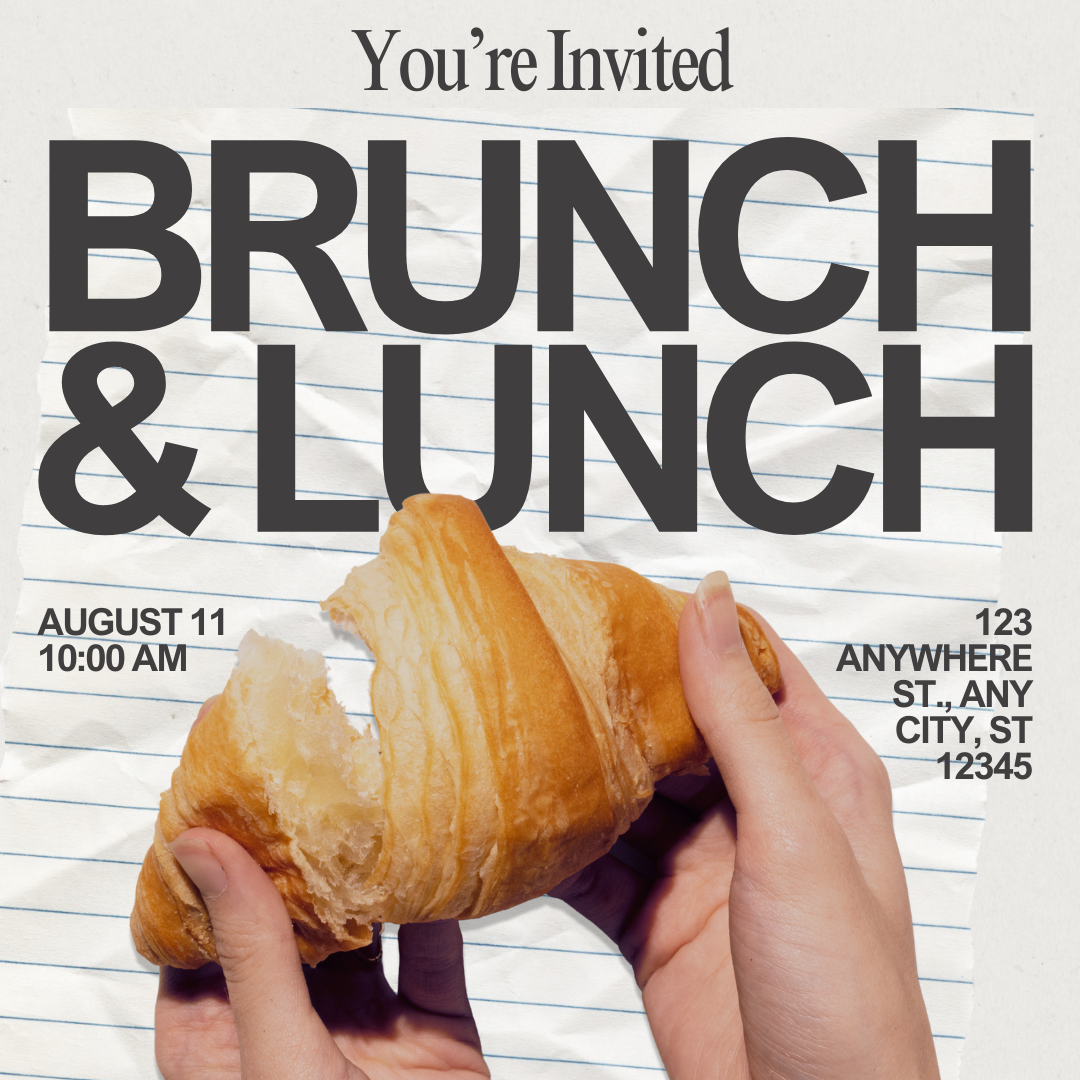 You’re Invited
BRUNCH
& LUNCH
AUGUST 11
10:00 AM
123
ANYWHERE
ST., ANY
CITY, ST
12345